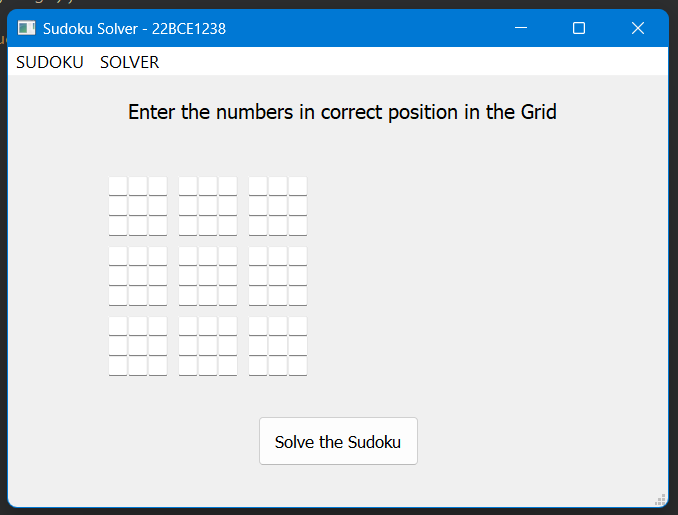 Sudoku Solver - 22BCE1238
SUDOKU SOLVER
Enter the numbers in correct position in the Grid
Solve the Sudoku